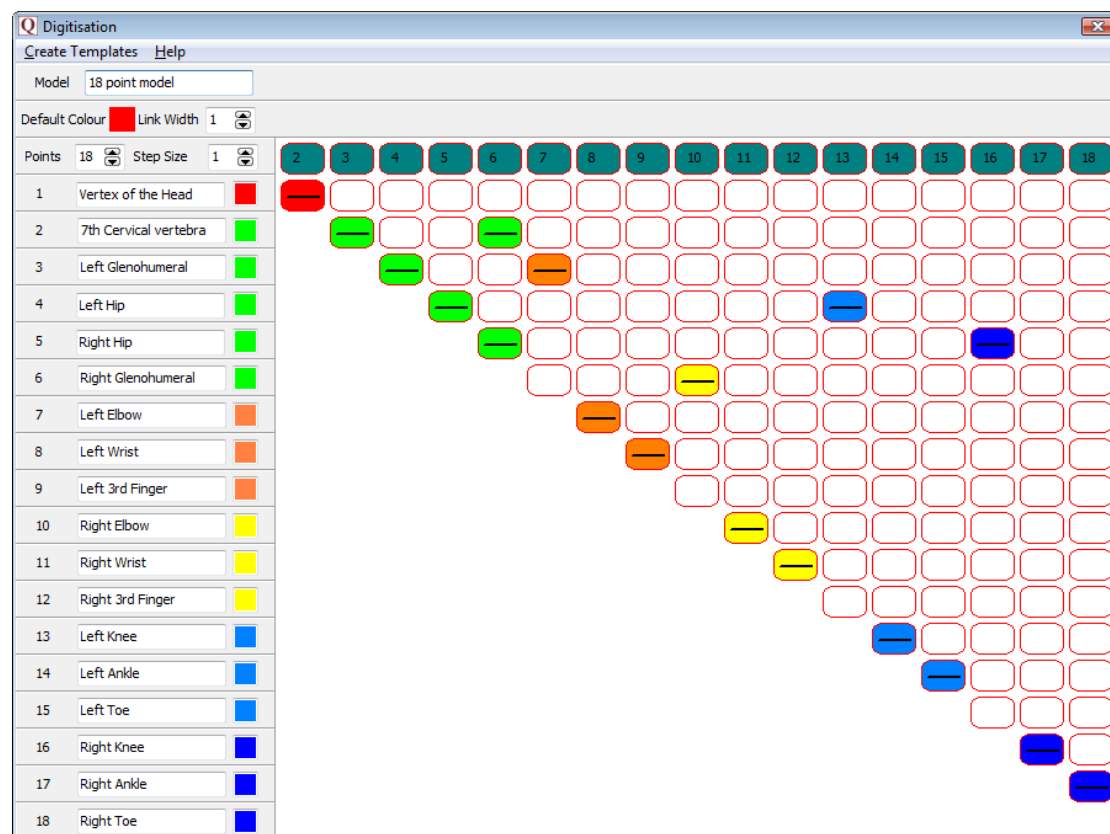 Q Digitisation
Create Templates Help
Model 18 point model
Default Colour Link Width 1
Points 18 Step Size 1 2 3 4 5 6 7 8 9 10 11 12 13 14 15 16 17 18
1 Vertex of the Head
2 7th Cervical vertebra
3 Left Glenohumeral
4 Left Hip
5 Right Hip
6 Right Glenohumeral
7 Left Elbow
8 Left Wrist
9 Left 3rd Finger
10 Right Elbow
11 Right Wrist
12 Right 3rd Finger
13 Left Knee
14 Left Ankle
15 Left Toe
16 Right Knee
17 Right Ankle
18 Right Toe